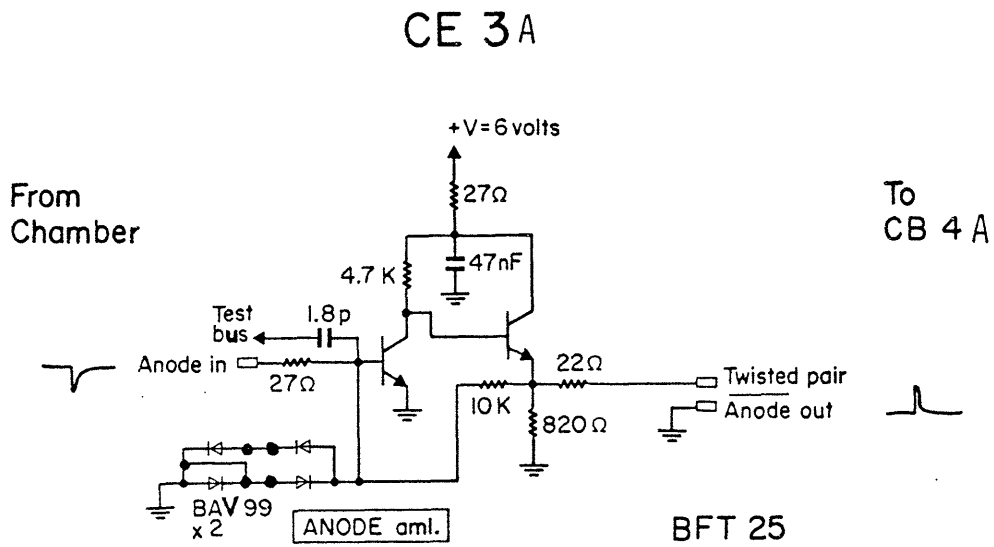 CE 3A
+V=6 volts
27Ω
From
Chamber
To
CB 4 A
4.7 K
47nF
Test
bus
1.8p
Anode in
27Ω
22Ω
10K
820Ω
Twisted pair
Anode out
BAV 99
x 2
ANODE aml.
BFT 25